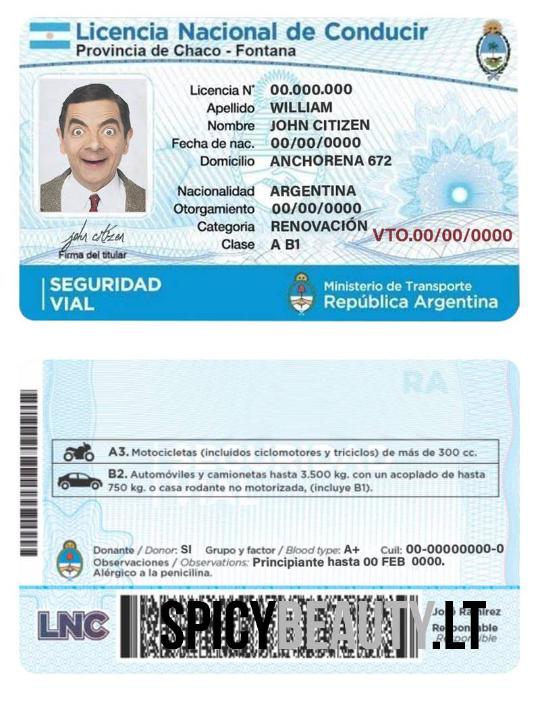 Licencia Nacional de Conducir
Provincia de Chaco - Fontana
Licencia N° 00.000.000
Apellido WILLIAM
Nombre JOHN CITIZEN
Fecha de nac. 00/00/0000
Domicilio ANCHORENA 672
Nacionalidad ARGENTINA
Otorgamiento 00/00/0000
Categoria RENOVACIÓN
VTO.00/00/0000
Clase A B1
john citizen
Firma del titular
SEGURIDAD
VIAL
Ministerio de Transporte
República Argentina
RA
A3. Motocicletas (incluidos ciclomotores y triciclos) de más de 300 cc.
B2. Automóviles y camionetas hasta 3.500 kg. con un acoplado de hasta
750 kg. o casa rodante no motorizada, (incluye B1).
Donante / Donor: SI Grupo y factor / Blood type: A+ Cuil: 00-00000000-0
Observaciones / Observations: Principiante hasta 00 FEB 0000.
Alérgico a la penicilina.
LNC
SPICYBEAUTY.LT
José Ramirez
Responsable
Responsible